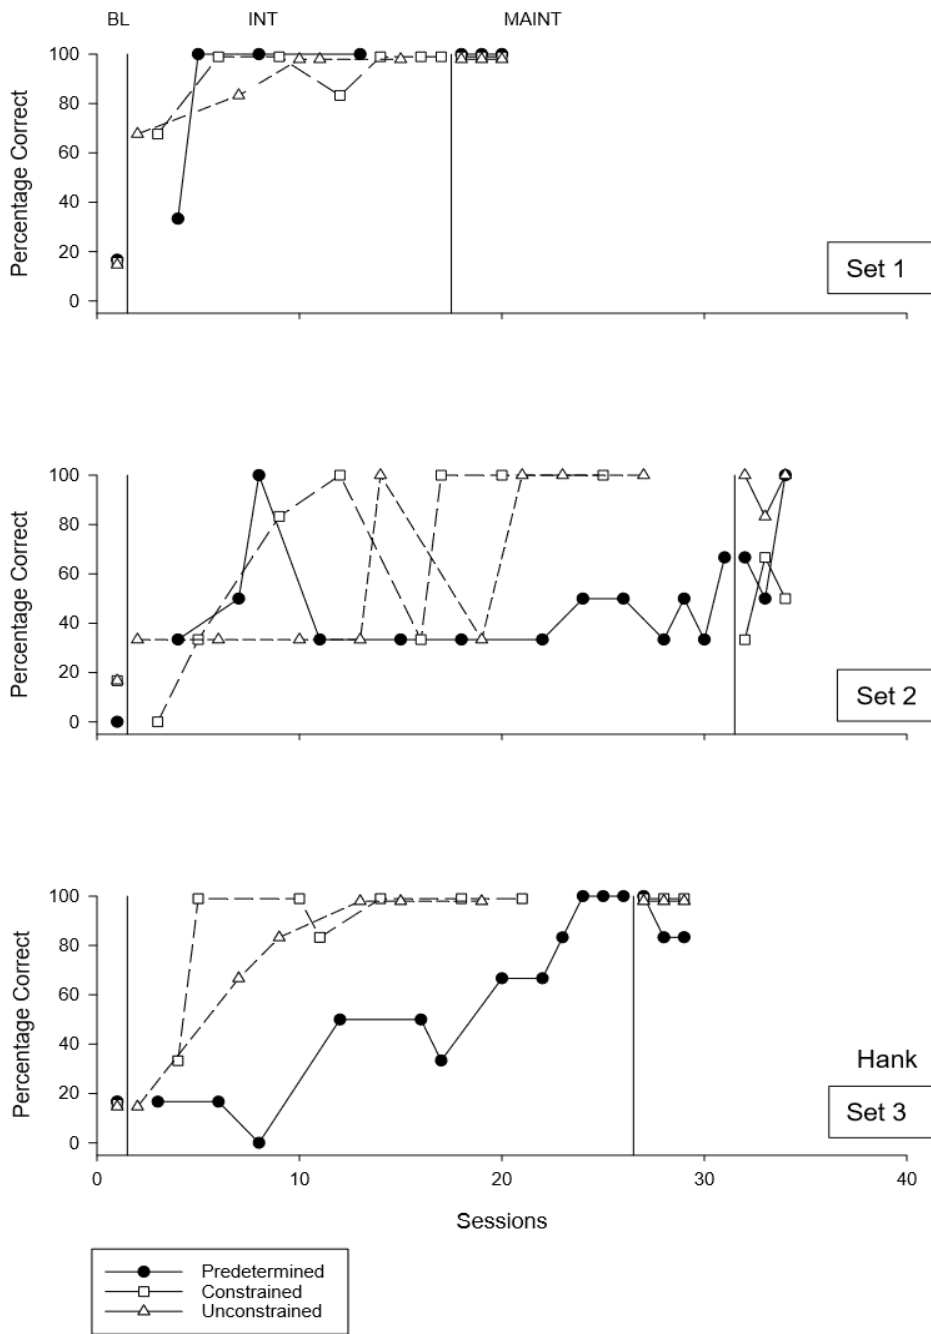 BL INT MAINT
100
80
60
40
20
0
Percentage Correct
Set 1
100
80
60
40
20
0
Percentage Correct
Set 2
100
80
60
40
20
0
Percentage Correct
Hank
Set 3
0 10 20 30 40
Sessions
Predetermined
Constrained
Unconstrained